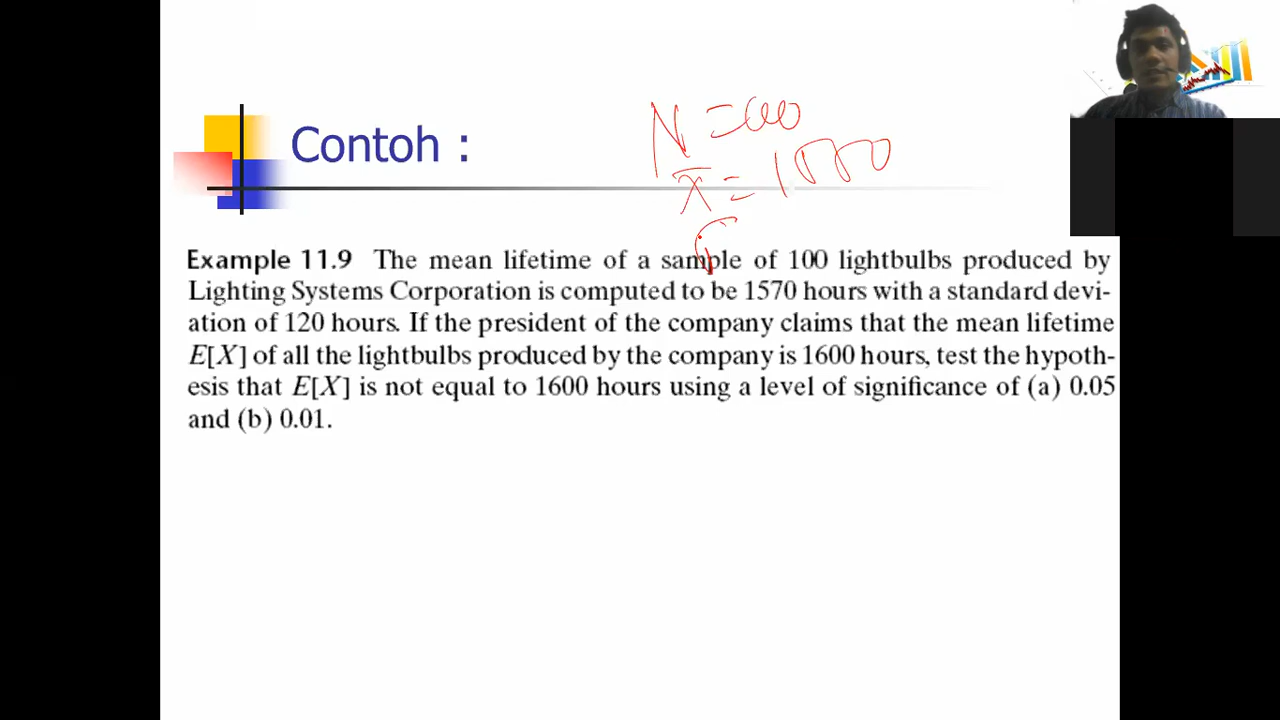 Contoh :
N = 100
Example 11.9 The mean lifetime of a sample of 100 lightbulbs produced by
Lighting Systems Corporation is computed to be 1570 hours with a standard devi-
ation of 120 hours. If the president of the company claims that the mean lifetime
E[X] of all the lightbulbs produced by the company is 1600 hours, test the hypoth-
esis that E[X] is not equal to 1600 hours using a level of significance of (a) 0.05
and (b) 0.01.